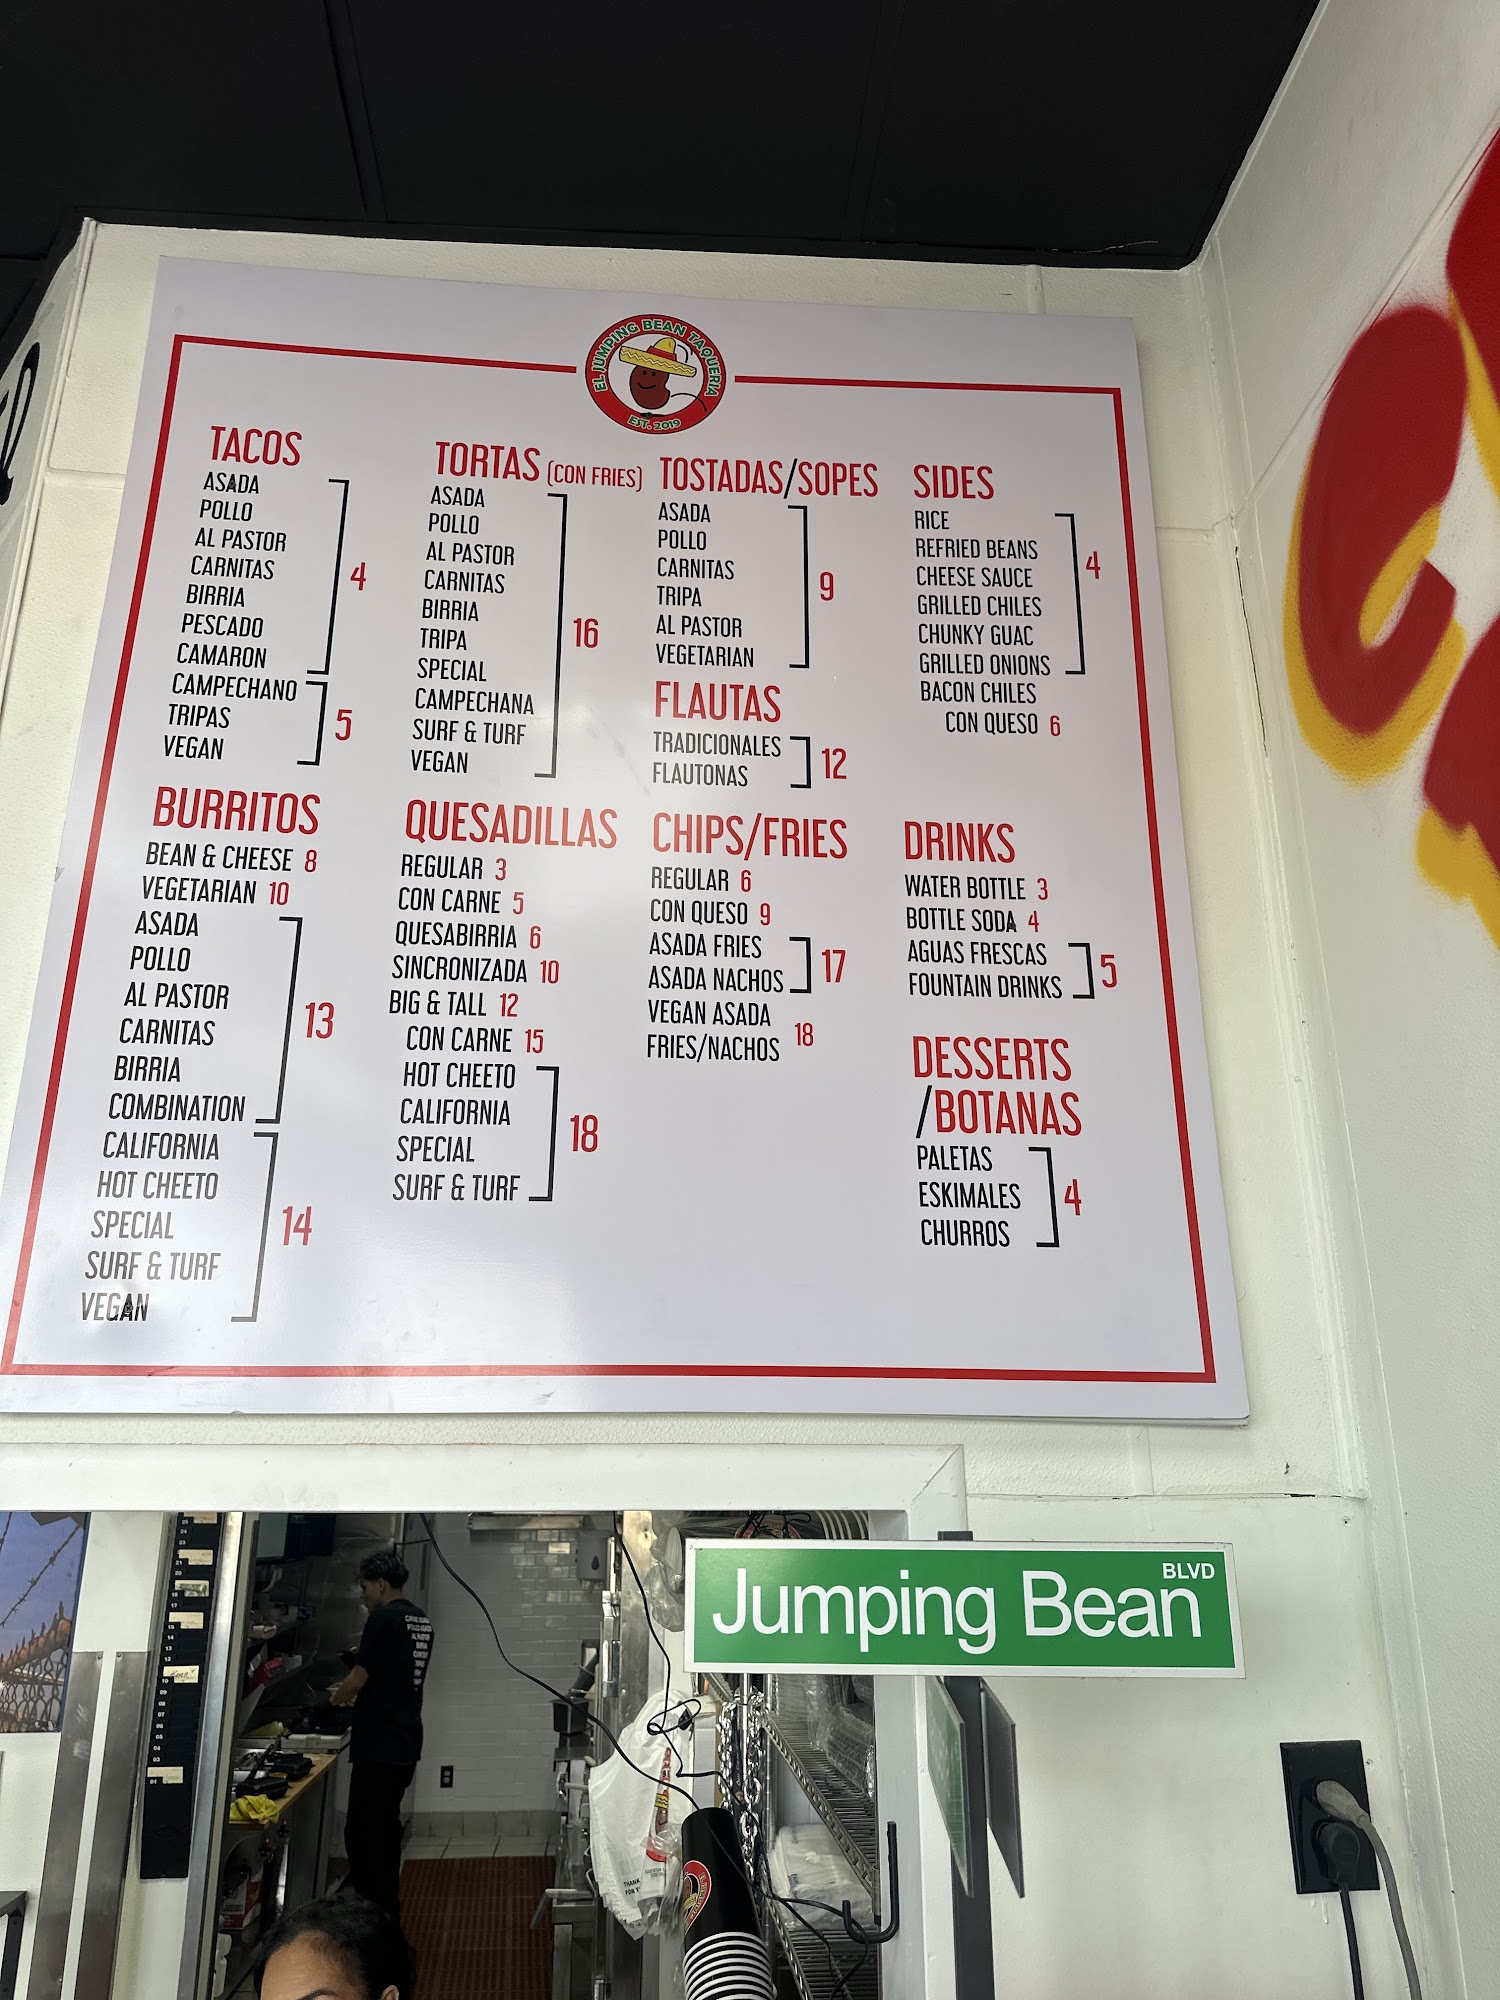 EL JUMPING BEAN TAQUERIA
EST. 2019
TACOS
ASADA
POLLO
AL PASTOR
CARNITAS
BIRRIA
PESCADO
CAMARON
4
CAMPECHANO
TRIPAS
VEGAN
5
BURRITOS
BEAN & CHEESE 8
VEGETARIAN 10
ASADA
POLLO
AL PASTOR
CARNITAS
BIRRIA
COMBINATION
13
CALIFORNIA
HOT CHEETO
SPECIAL
SURF & TURF
VEGAN
14
TORTAS (CON FRIES)
ASADA
POLLO
AL PASTOR
CARNITAS
BIRRIA
TRIPA
SPECIAL
CAMPECHANA
SURF & TURF
VEGAN
16
QUESADILLAS
REGULAR 3
CON CARNE 5
QUESABIRRIA 6
SINCRONIZADA 10
BIG & TALL 12
CON CARNE 15
HOT CHEETO
CALIFORNIA
SPECIAL
SURF & TURF
18
TOSTADAS/SOPES
ASADA
POLLO
CARNITAS
TRIPA
AL PASTOR
VEGETARIAN
9
FLAUTAS
TRADICIONALES
FLAUTONAS
12
CHIPS/FRIES
REGULAR 6
CON QUESO 9
ASADA FRIES
ASADA NACHOS
17
VEGAN ASADA
FRIES/NACHOS
18
SIDES
RICE
REFRIED BEANS
CHEESE SAUCE
GRILLED CHILES
CHUNKY GUAC
GRILLED ONIONS
4
BACON CHILES
CON QUESO 6
DRINKS
WATER BOTTLE 3
BOTTLE SODA 4
AGUAS FRESCAS
FOUNTAIN DRINKS
5
DESSERTS
/BOTANAS
PALETAS
ESKIMALES
CHURROS
4
Jumping Bean BLVD
THANK
FOR Y